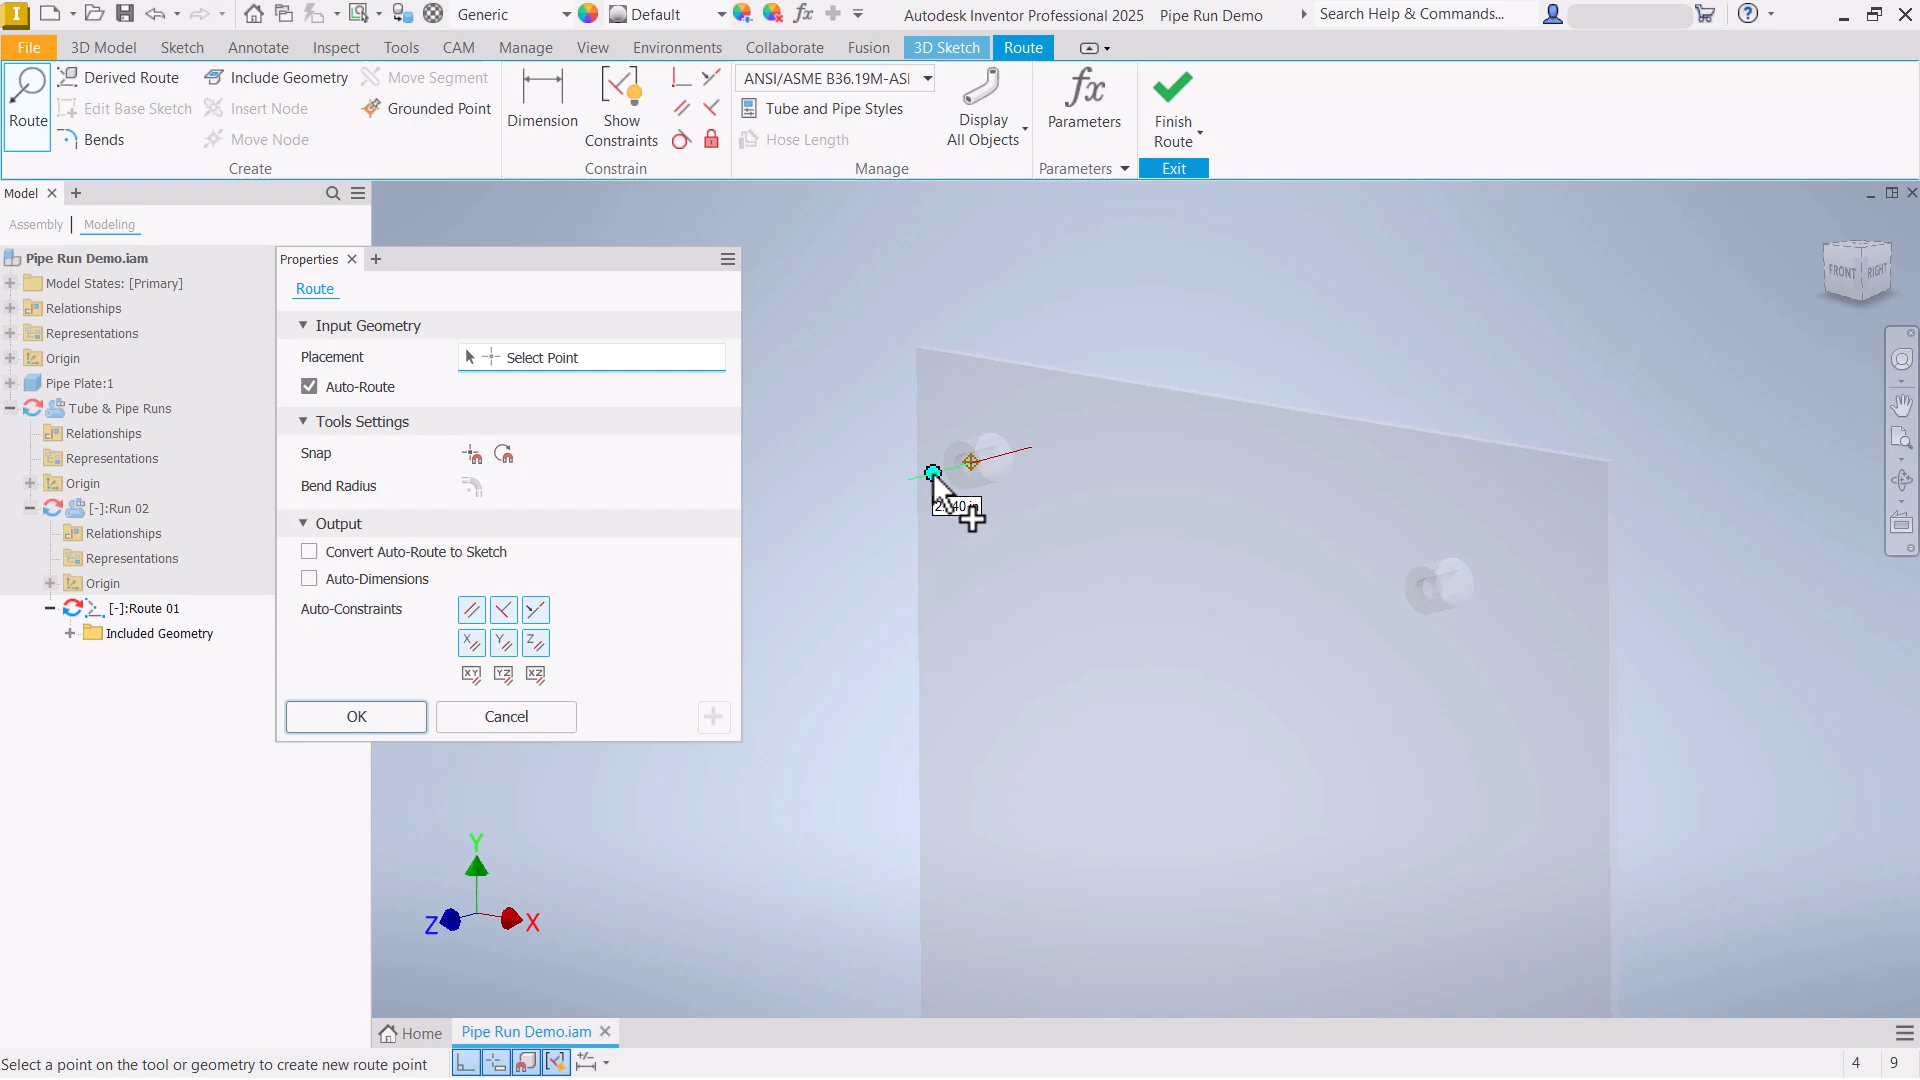 Generic
Default
Autodesk Inventor Professional 2025
Pipe Run Demo
Search Help & Commands...
File
3D Model
Sketch
Annotate
Inspect
Tools
CAM
Manage
View
Environments
Collaborate
Fusion
3D Sketch
Route
Route
Derived Route
Edit Base Sketch
Bends
Include Geometry
Insert Node
Move Node
Move Segment
Grounded Point
Create
Dimension
Show
Constraints
Constrain
ANSI/ASME B36.19M-ASI
Tube and Pipe Styles
Hose Length
Display
All Objects
Manage
fx
Parameters
Parameters
Finish
Route
Exit
Model
Assembly
Modeling
Pipe Run Demo.iam
Model States: [Primary]
Relationships
Representations
Origin
Pipe Plate:1
Tube & Pipe Runs
Relationships
Representations
Origin
[-]:Run 02
Relationships
Representations
Origin
[-]:Route 01
Included Geometry
Properties
Route
Input Geometry
Placement
Select Point
Auto-Route
Tools Settings
Snap
Bend Radius
Output
Convert Auto-Route to Sketch
Auto-Dimensions
Auto-Constraints
X
Y
Z
XY
YZ
XZ
OK
Cancel
FRONT
RIGHT
Y
Z
X
Home
Pipe Run Demo.iam
Select a point on the tool or geometry to create new route point
4
9